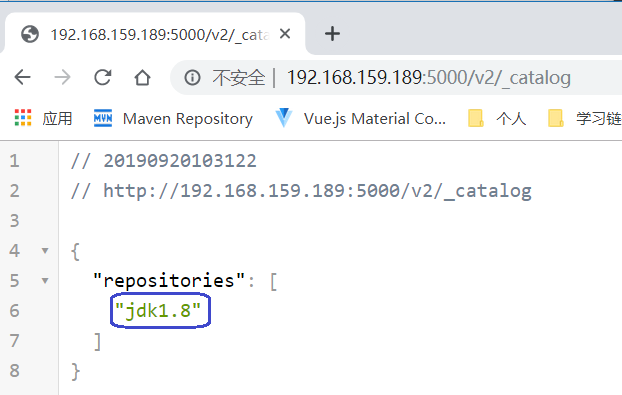 192.168.159.189:5000/v2/_cata
不安全 | 192.168.159.189:5000/v2/_catalog
应用 MVN Maven Repository Vue.js Material Co... 个人 学习链
1 // 20190920103122
2 // http://192.168.159.189:5000/v2/_catalog
3
4 {
5 "repositories": [
6 "jdk1.8"
7 ]
8 }